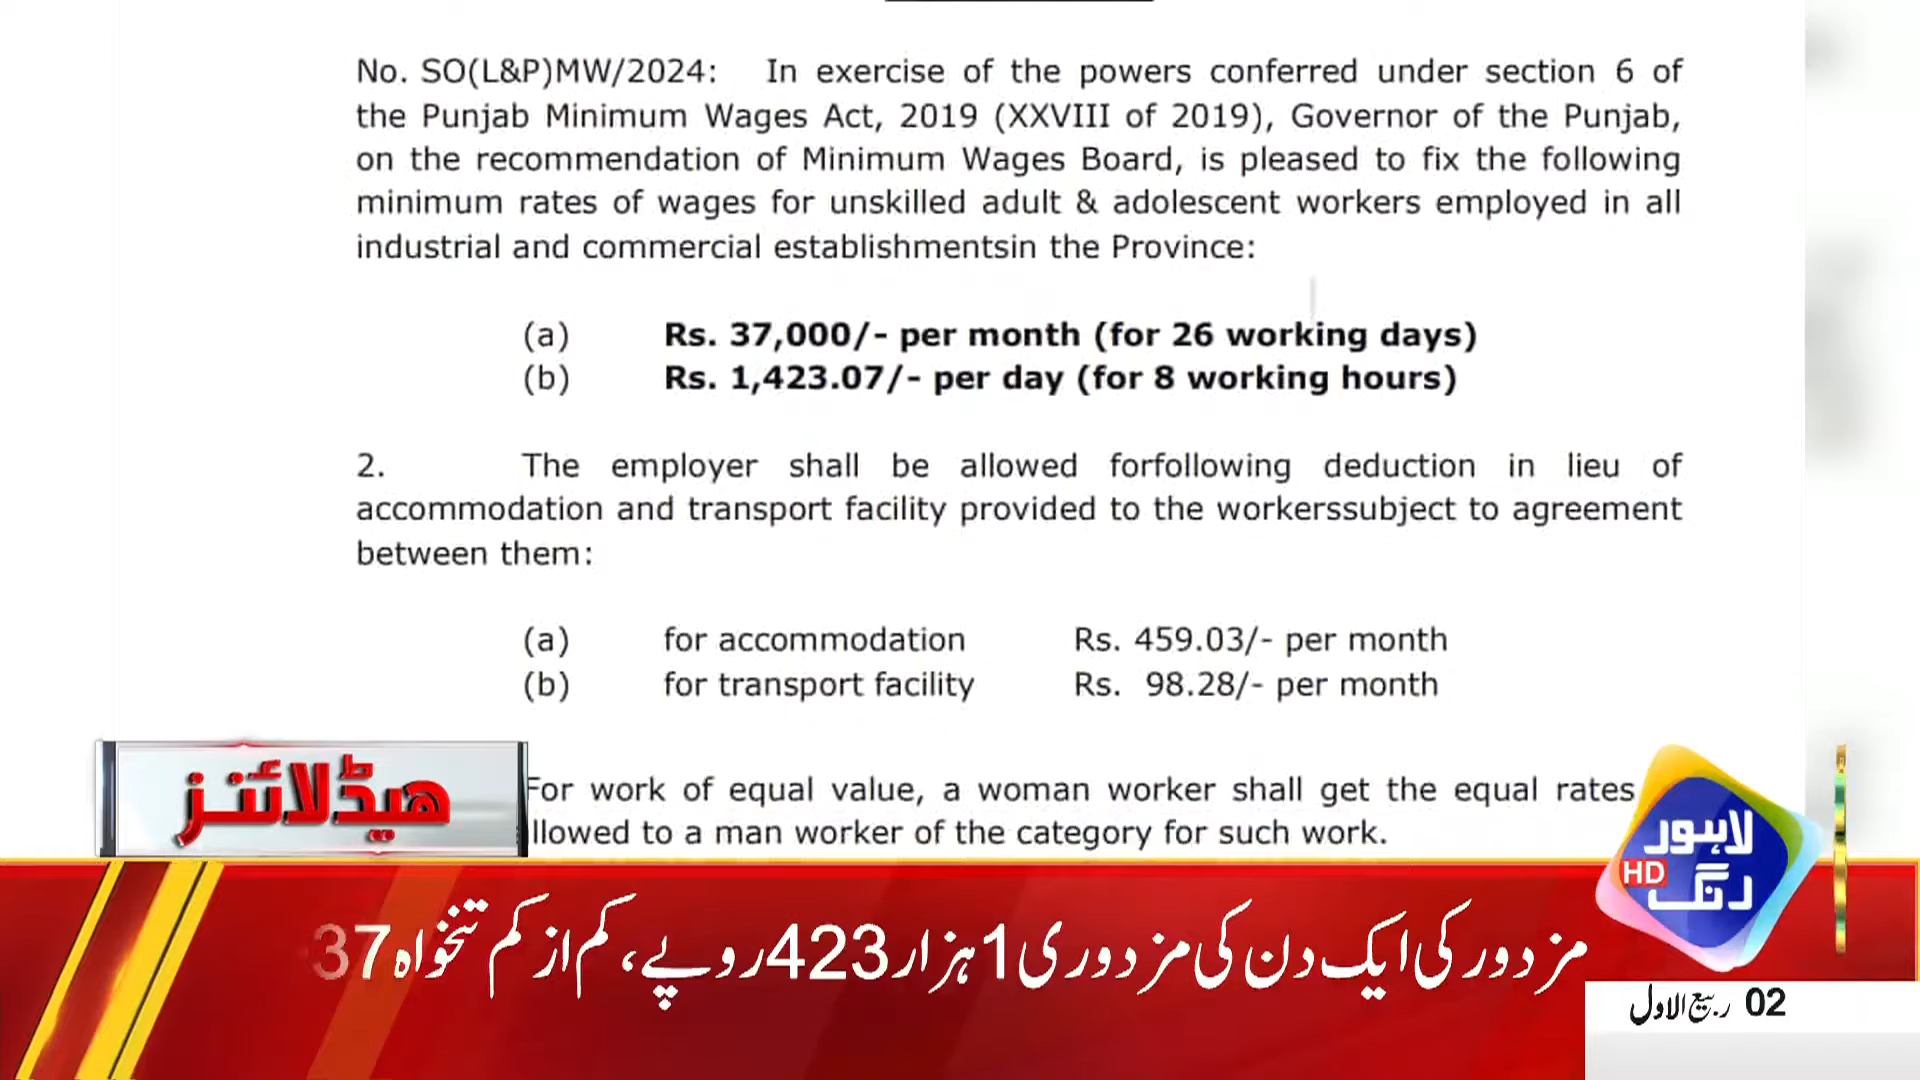 No. SO(L&P)MW/2024: In exercise of the powers conferred under section 6 of
the Punjab Minimum Wages Act, 2019 (XXVIII of 2019), Governor of the Punjab,
on the recommendation of Minimum Wages Board, is pleased to fix the following
minimum rates of wages for unskilled adult & adolescent workers employed in all
industrial and commercial establishmentsin the Province:
(a) Rs. 37,000/- per month (for 26 working days)
(b) Rs. 1,423.07/- per day (for 8 working hours)
2. The employer shall be allowed forfollowing deduction in lieu of
accommodation and transport facility provided to the workerssubject to agreement
between them:
(a) for accommodation Rs. 459.03/- per month
(b) for transport facility Rs. 98.28/- per month
For work of equal value, a woman worker shall get the equal rates
llowed to a man worker of the category for such work.
ہیڈلائنز
لاہور
HD رنگ
مزدور کی ایک دن کی مزدوری 1 ہزار 423 روپے، کم از کم تنخواہ 37
02 ربیع الاول